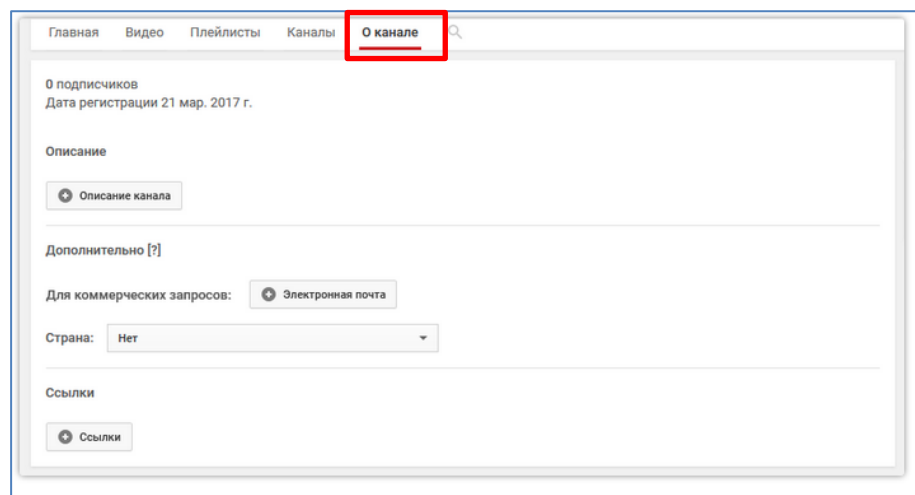 Главная Видео Плейлисты Каналы О канале
0 подписчиков
Дата регистрации 21 мар. 2017 г.
Описание
Описание канала
Дополнительно [?]
Для коммерческих запросов: Электронная почта
Страна: Нет
Ссылки
Ссылки